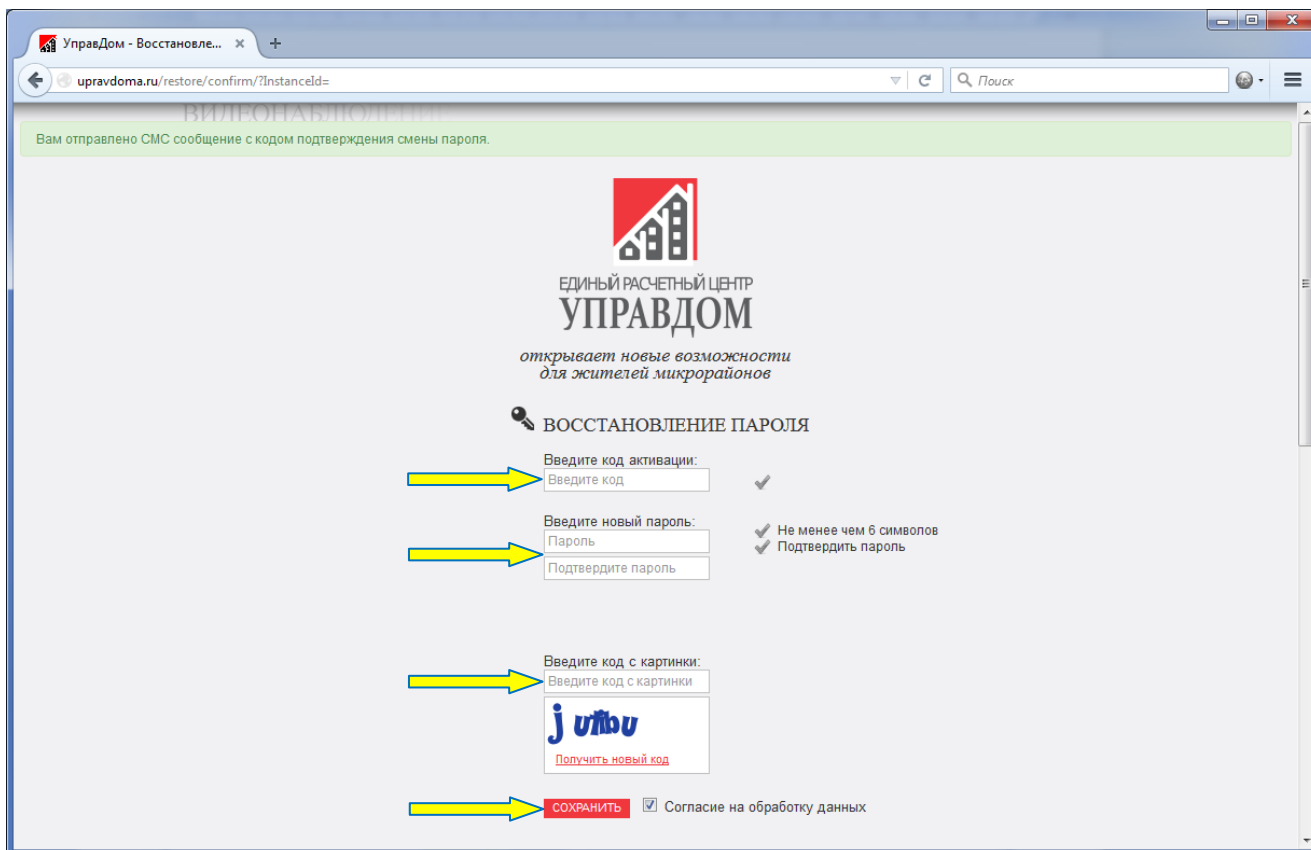 УправДом - Восстановле...
upravdoma.ru/restore/confirm/?InstanceId=
Поиск
ВИДЕОНАБЛЮДЕНИЕ
Вам отправлено СМС сообщение с кодом подтверждения смены пароля.
ЕДИНЫЙ РАСЧЕТНЫЙ ЦЕНТР
УПРАВДОМ
открывает новые возможности
для жителей микрорайонов
ВОССТАНОВЛЕНИЕ ПАРОЛЯ
Введите код активации:
Введите код
Введите новый пароль:
Не менее чем 6 символов
Пароль
Подтвердить пароль
Подтвердите пароль
Введите код с картинки:
Введите код с картинки
Получить новый код
СОХРАНИТЬ
Согласие на обработку данных